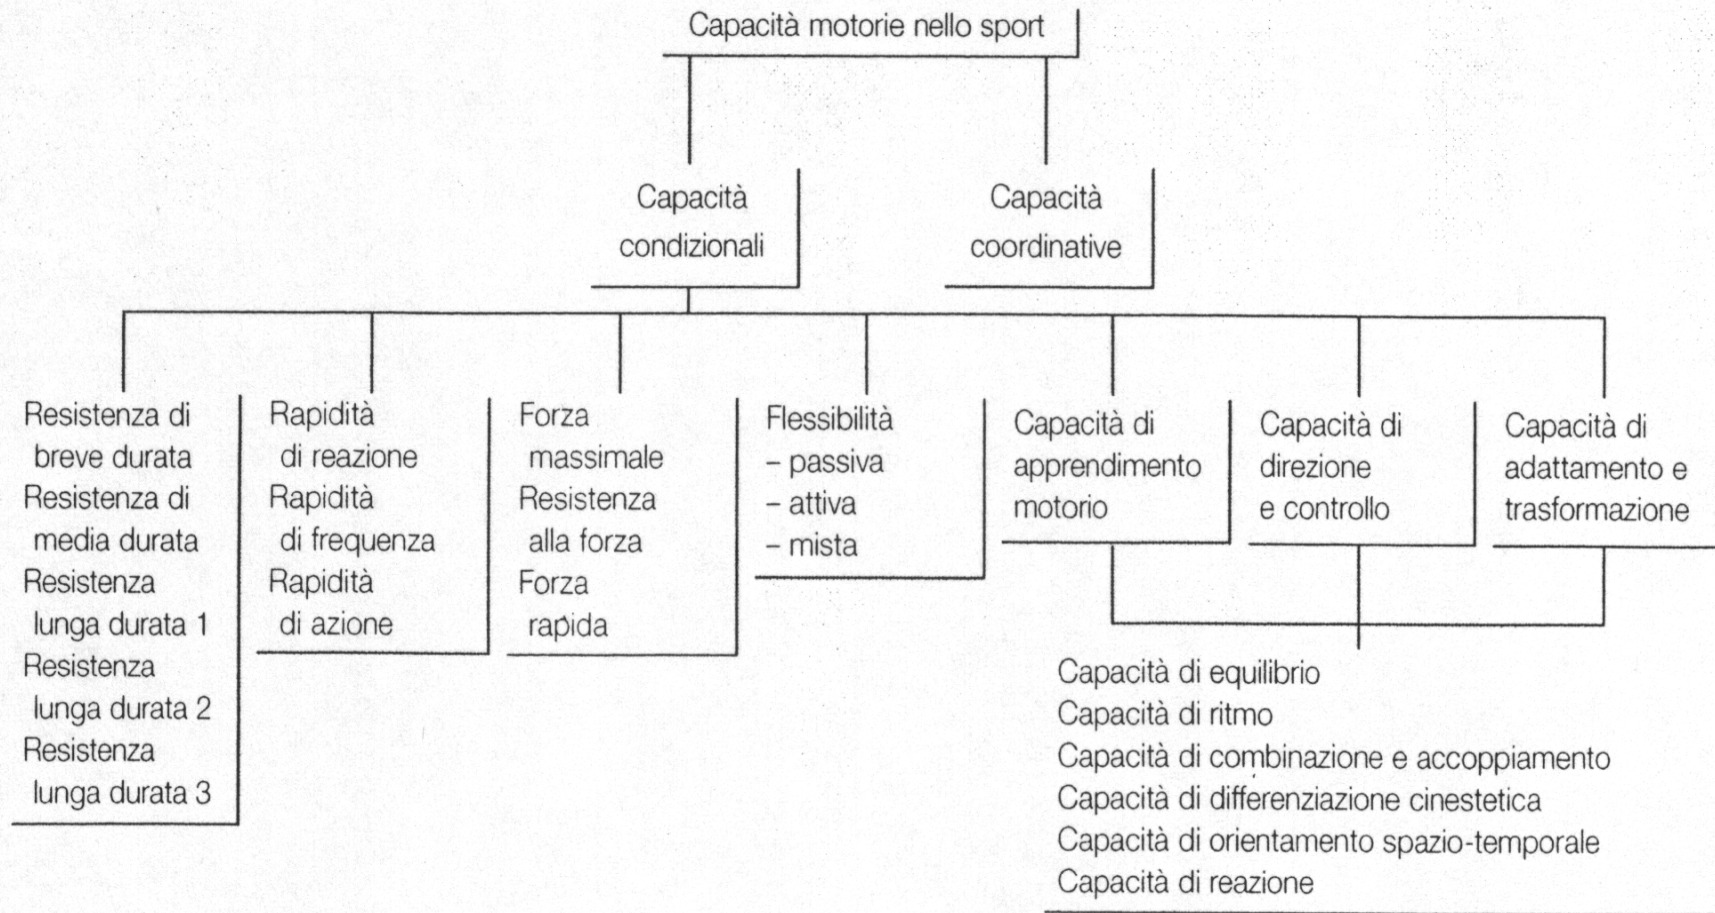 Capacità motorie nello sport
Capacità
condizionali
Capacità
coordinative
Resistenza di
breve durata
Resistenza di
media durata
Resistenza
lunga durata 1
Resistenza
lunga durata 2
Resistenza
lunga durata 3
Rapidità
di reazione
Rapidità
di frequenza
Rapidità
di azione
Forza
massimale
Resistenza
alla forza
Forza
rapida
Flessibilità
– passiva
– attiva
– mista
Capacità di
apprendimento
motorio
Capacità di
direzione
e controllo
Capacità di
adattamento e
trasformazione
Capacità di equilibrio
Capacità di ritmo
Capacità di combinazione e accoppiamento
Capacità di differenziazione cinestetica
Capacità di orientamento spazio-temporale
Capacità di reazione